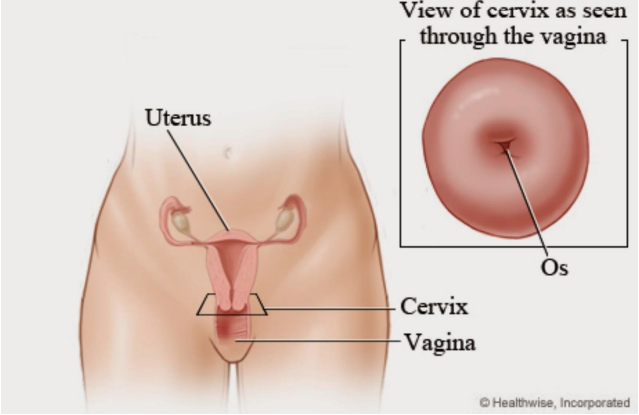 View of cervix as seen
through the vagina
Uterus
Os
Cervix
Vagina
© Healthwise, Incorporated